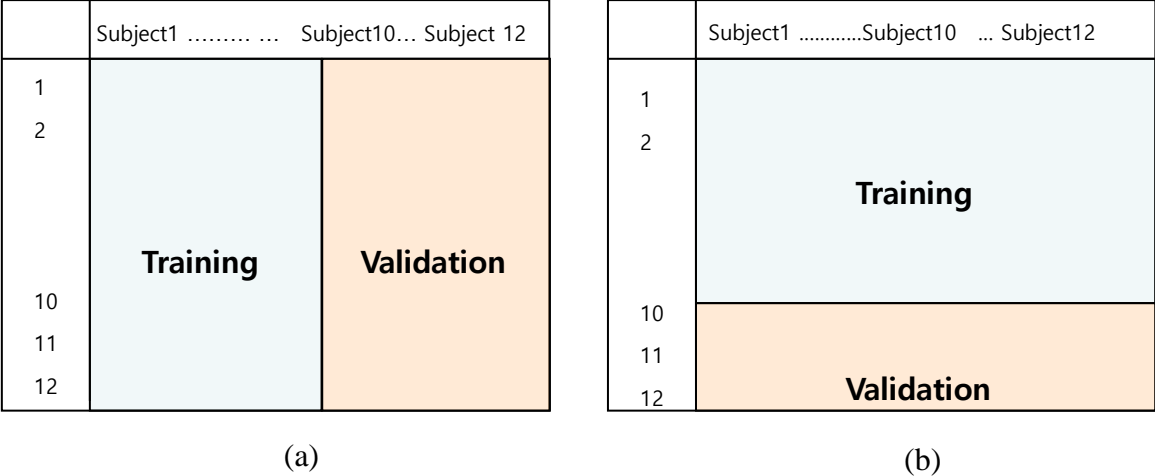 Subject1 ……… … Subject10… Subject 12
1
2
Training
Validation
10
11
12
(a)
Subject1 ............Subject10 ... Subject12
1
2
Training
10
11
Validation
12
(b)